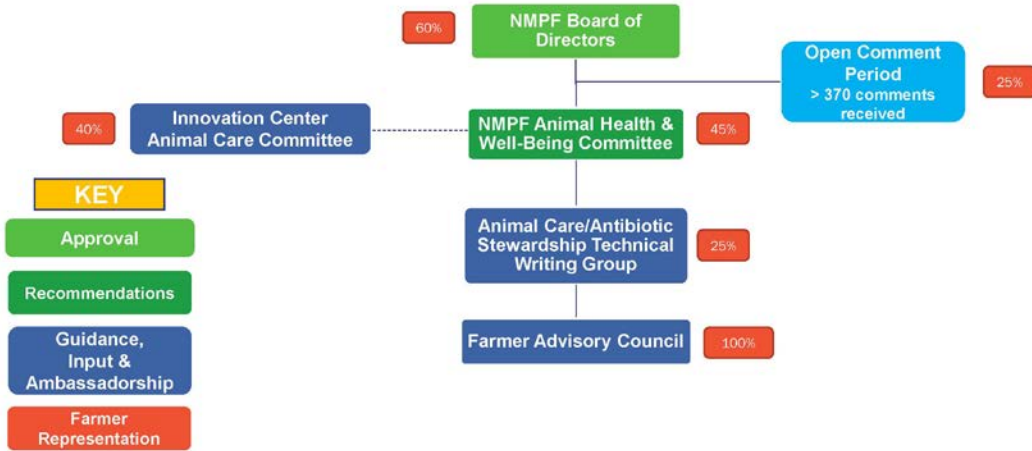 60%
NMPF Board of
Directors
Open Comment
Period
> 370 comments
received
25%
40%
Innovation Center
Animal Care Committee
NMPF Animal Health &
Well-Being Committee
45%
KEY
Approval
Recommendations
Guidance,
Input &
Ambassadorship
Farmer
Representation
Animal Care/Antibiotic
Stewardship Technical
Writing Group
25%
Farmer Advisory Council
100%